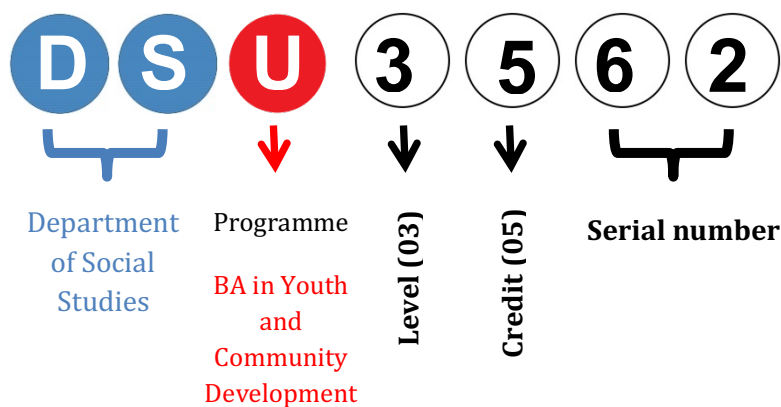 D S U 3 5 6 2
Department
of Social
Studies
Programme
BA in Youth
and
Community
Development
Level (03)
Credit (05)
Serial number